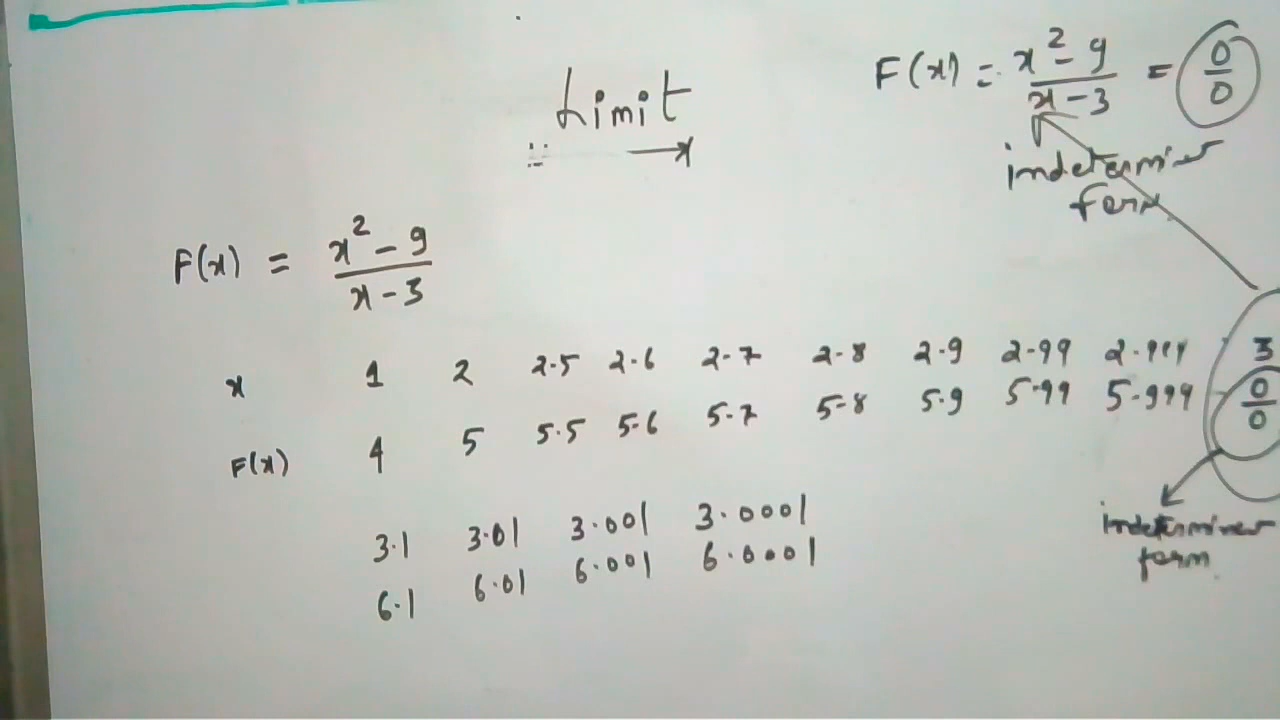 Limit
F(x) = x² - 9 / x - 3 = 0/0
indeterminer
form
F(x) = x² - 9 / x - 3
x 1 2 2.5 2.6 2.7 2.8 2.9 2.99 2.999 3
F(x) 4 5 5.5 5.6 5.7 5.8 5.9 5.99 5.999 0/0
3.1 3.01 3.001 3.0001
6.1 6.01 6.001 6.0001
indeterminer
form